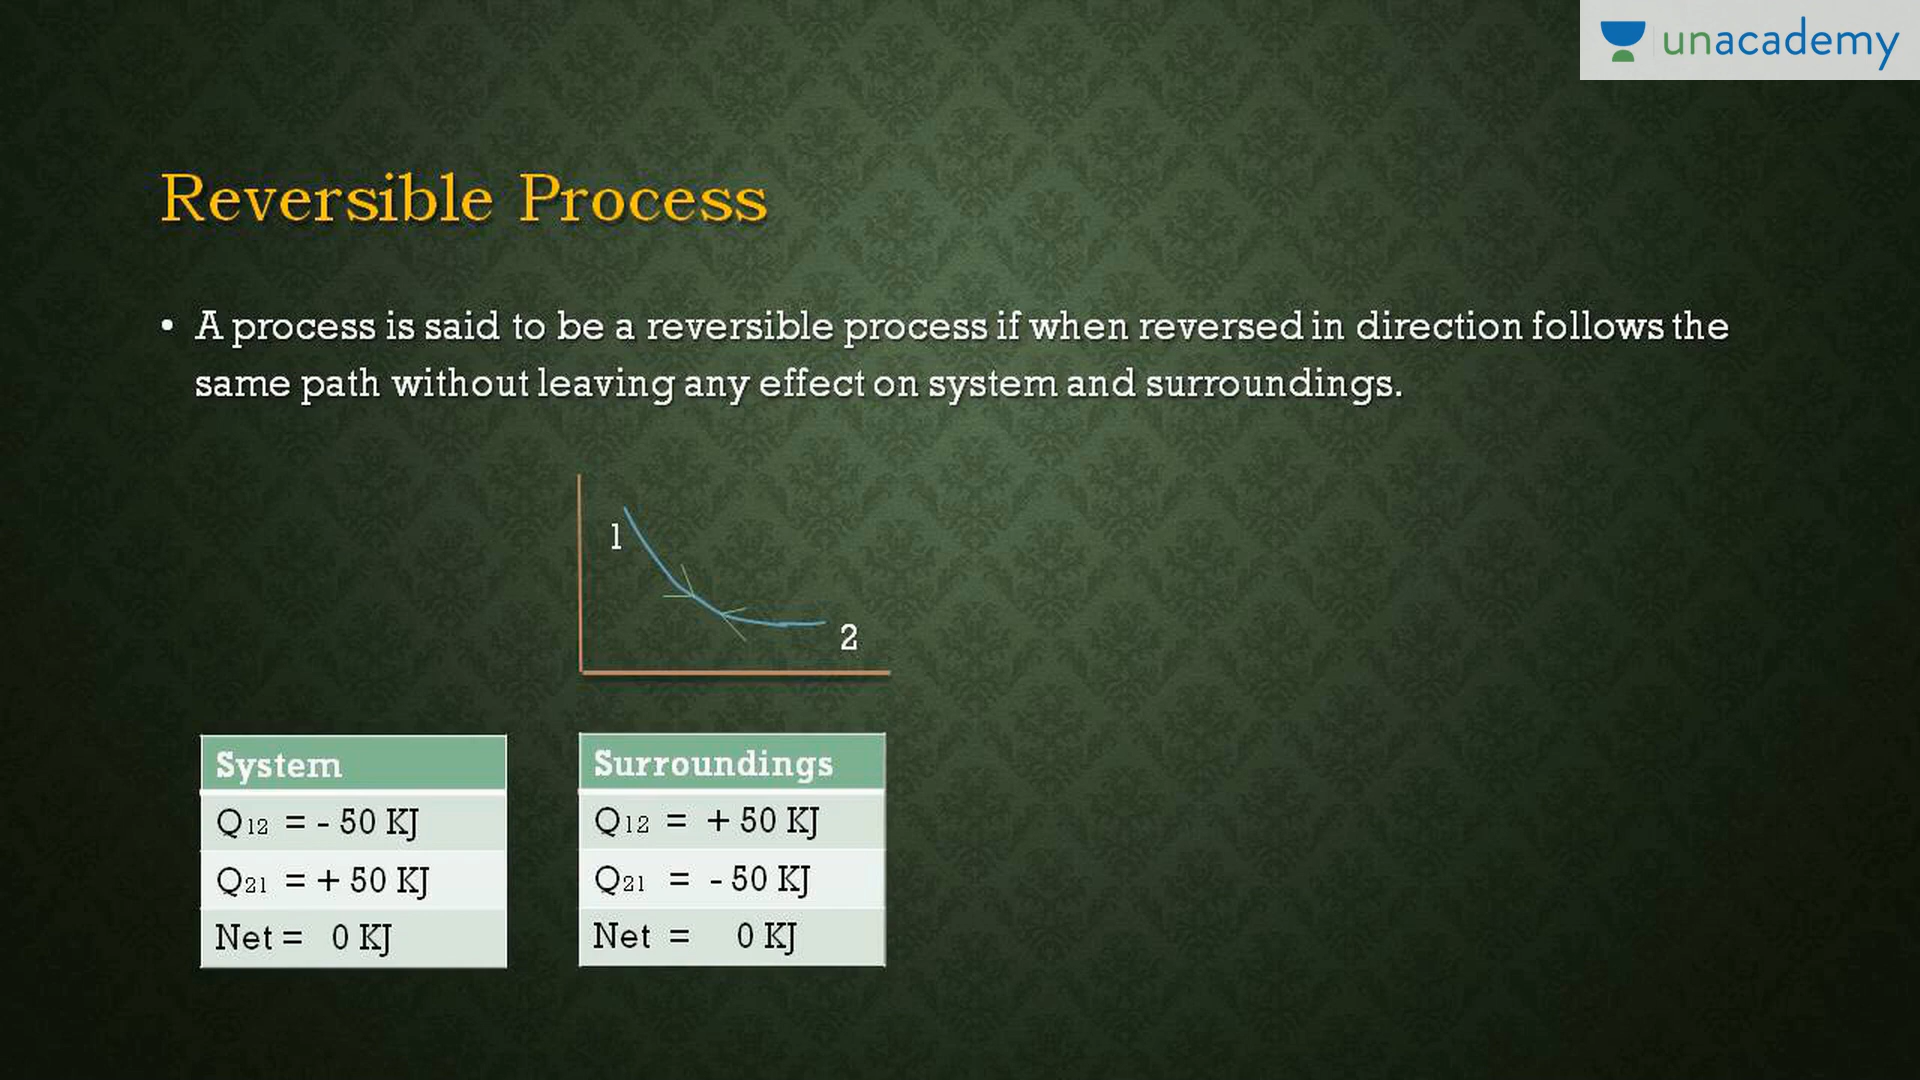 unacademy
Reversible Process
• A process is said to be a reversible process if when reversed in direction follows the
same path without leaving any effect on system and surroundings.
1
2
System
Q12 = - 50 KJ
Q21 = + 50 KJ
Net = 0 KJ
Surroundings
Q12 = + 50 KJ
Q21 = - 50 KJ
Net = 0 KJ